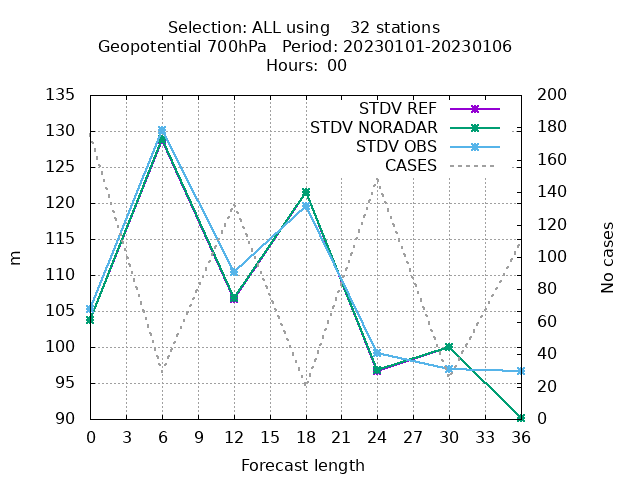 Selection: ALL using    32 stations
Geopotential 700hPa   Period: 20230101-20230106
Hours: 00
STDV REF
STDV NORADAR
STDV OBS
CASES
135
130
125
120
115
110
105
100
95
90
m
200
180
160
140
120
100
80
60
40
20
0
No cases
0 3 6 9 12 15 18 21 24 27 30 33 36
Forecast length